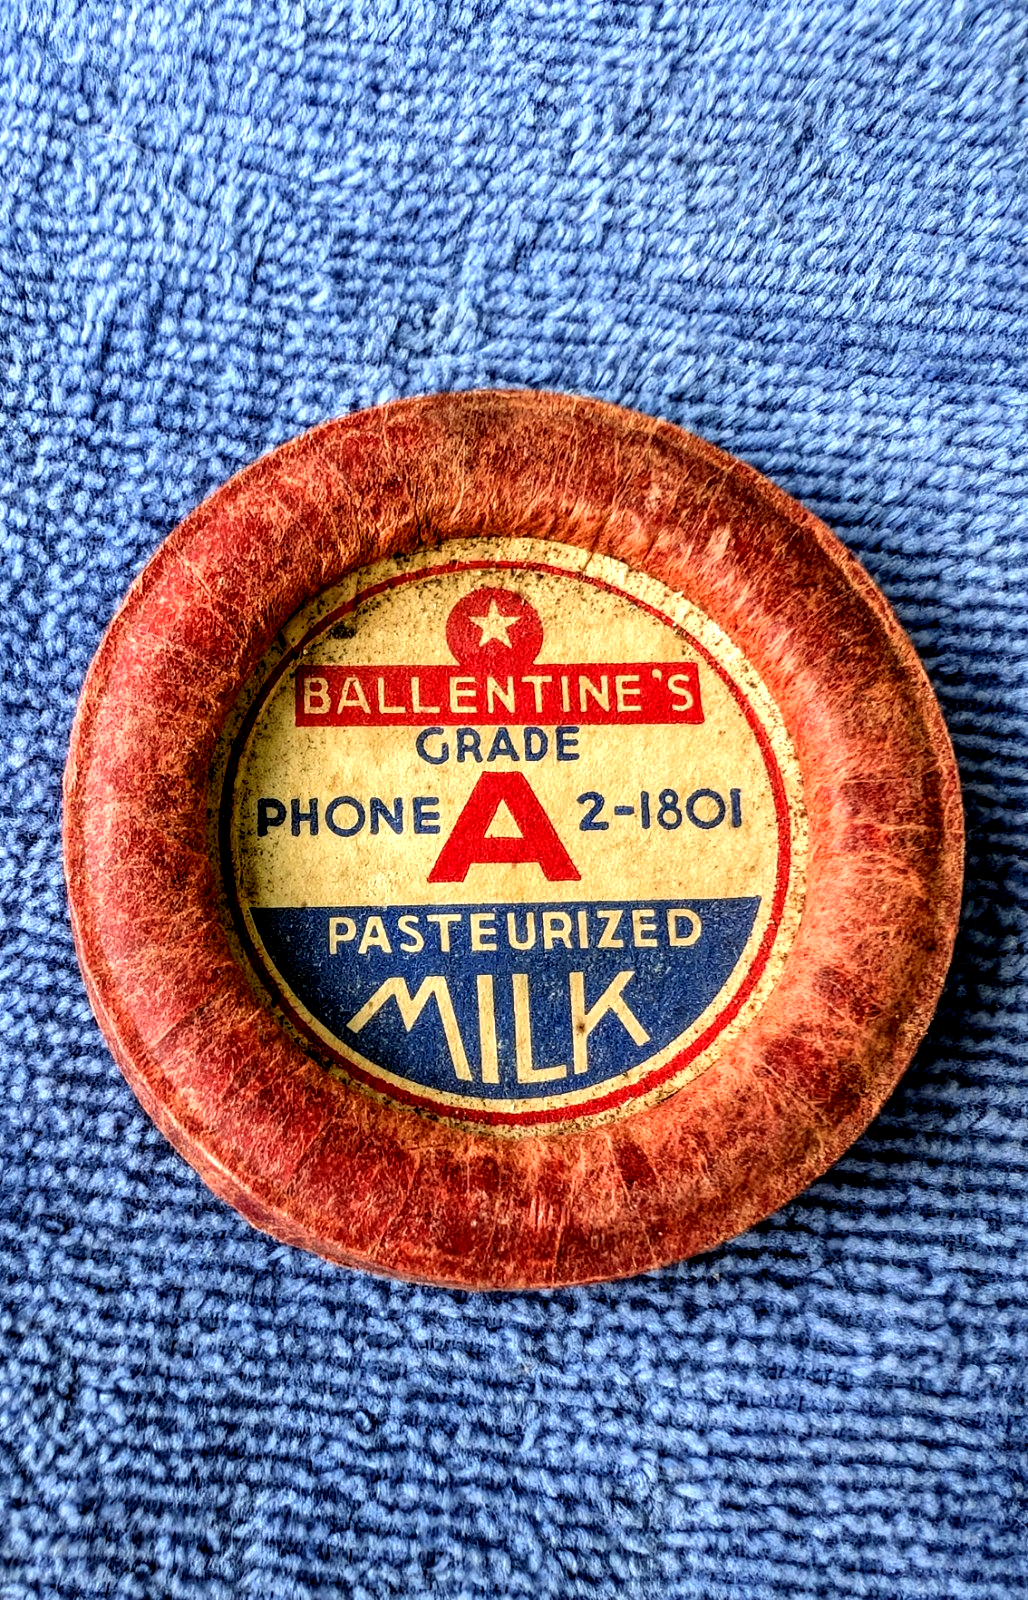 BALLENTINE'S
GRADE
PHONE A 2-1801
PASTEURIZED
MILK